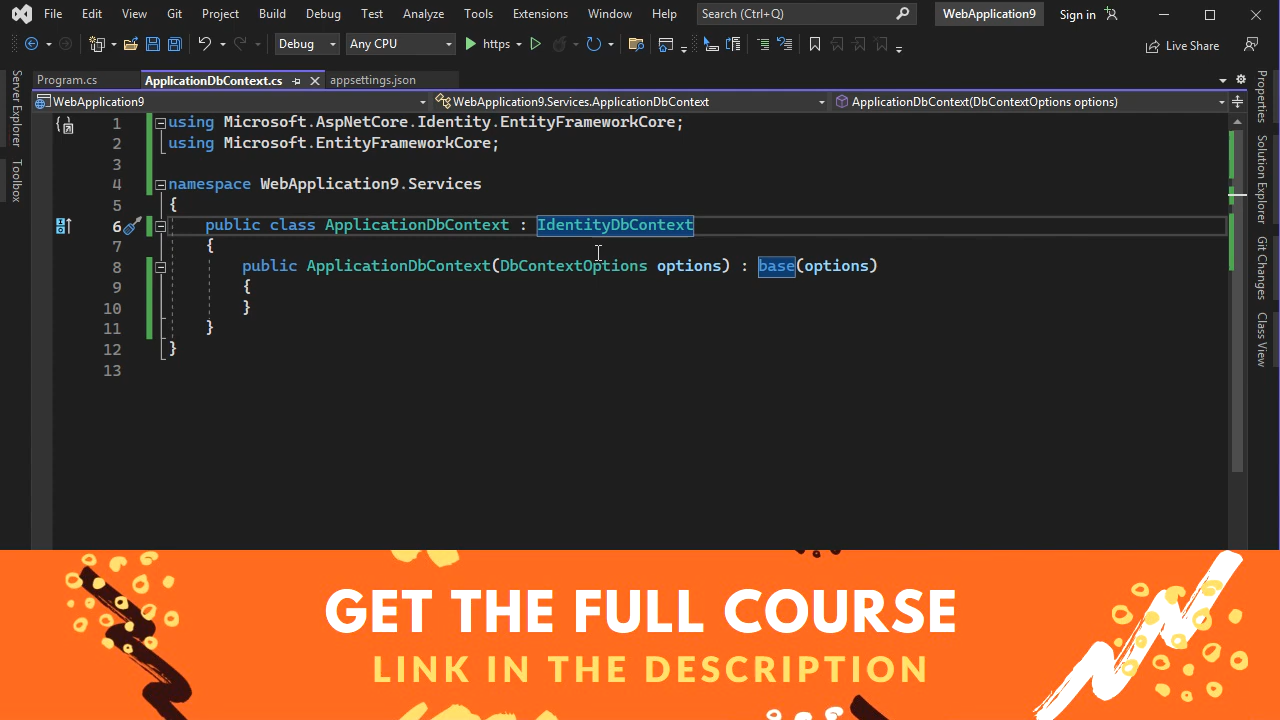 File Edit View Git Project Build Debug Test Analyze Tools Extensions Window Help Search (Ctrl+Q) WebApplication9 Sign in
Debug Any CPU https Live Share
Program.cs ApplicationDbContext.cs appsettings.json
WebApplication9 WebApplication9.Services.ApplicationDbContext ApplicationDbContext(DbContextOptions options)
Server Explorer
Toolbox
1 using Microsoft.AspNetCore.Identity.EntityFrameworkCore;
2 using Microsoft.EntityFrameworkCore;
3
4 namespace WebApplication9.Services
5 {
6 public class ApplicationDbContext : IdentityDbContext
7 {
8 public ApplicationDbContext(DbContextOptions options) : base(options)
9 {
10 }
11 }
12 }
13
Properties
Solution Explorer
Git Changes
Class View
GET THE FULL COURSE
LINK IN THE DESCRIPTION